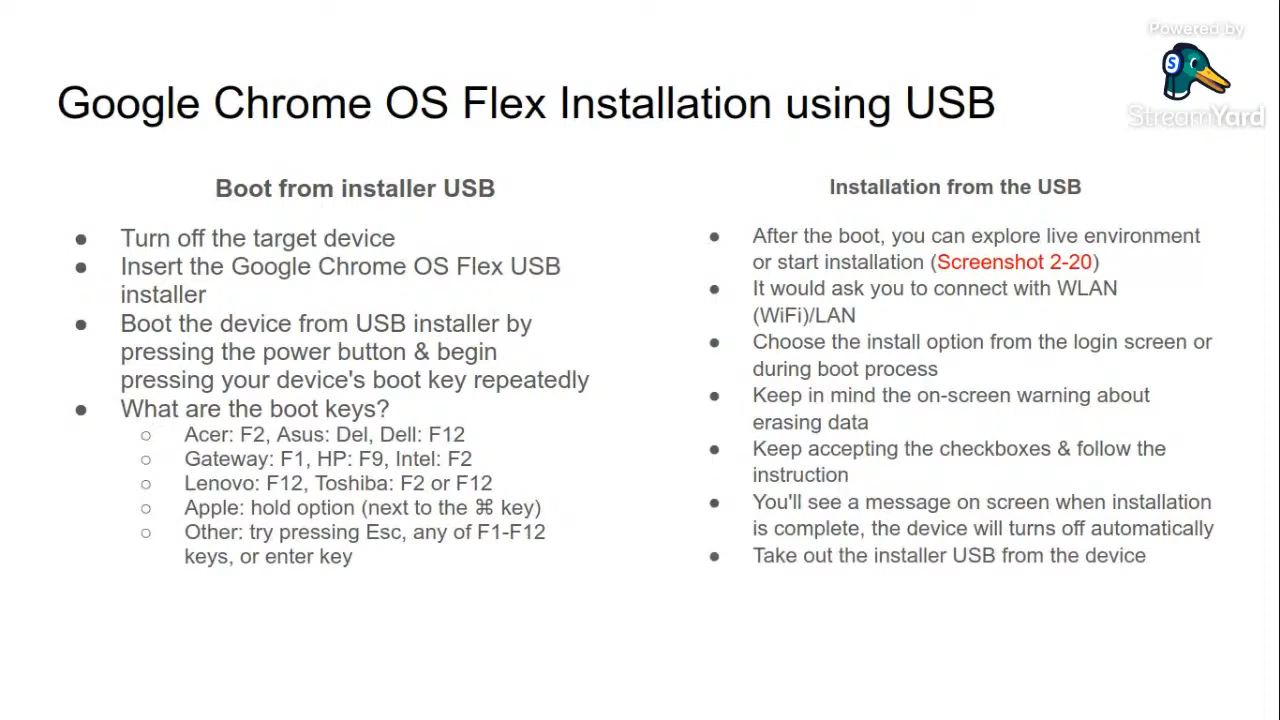 Powered by
StreamYard
Google Chrome OS Flex Installation using USB
Boot from installer USB
● Turn off the target device
● Insert the Google Chrome OS Flex USB
installer
● Boot the device from USB installer by
pressing the power button & begin
pressing your device's boot key repeatedly
● What are the boot keys?
○ Acer: F2, Asus: Del, Dell: F12
○ Gateway: F1, HP: F9, Intel: F2
○ Lenovo: F12, Toshiba: F2 or F12
○ Apple: hold option (next to the ⌘ key)
○ Other: try pressing Esc, any of F1-F12
keys, or enter key
Installation from the USB
● After the boot, you can explore live environment
or start installation (Screenshot 2-20)
● It would ask you to connect with WLAN
(WiFi)/LAN
● Choose the install option from the login screen or
during boot process
● Keep in mind the on-screen warning about
erasing data
● Keep accepting the checkboxes & follow the
instruction
● You'll see a message on screen when installation
is complete, the device will turns off automatically
● Take out the installer USB from the device